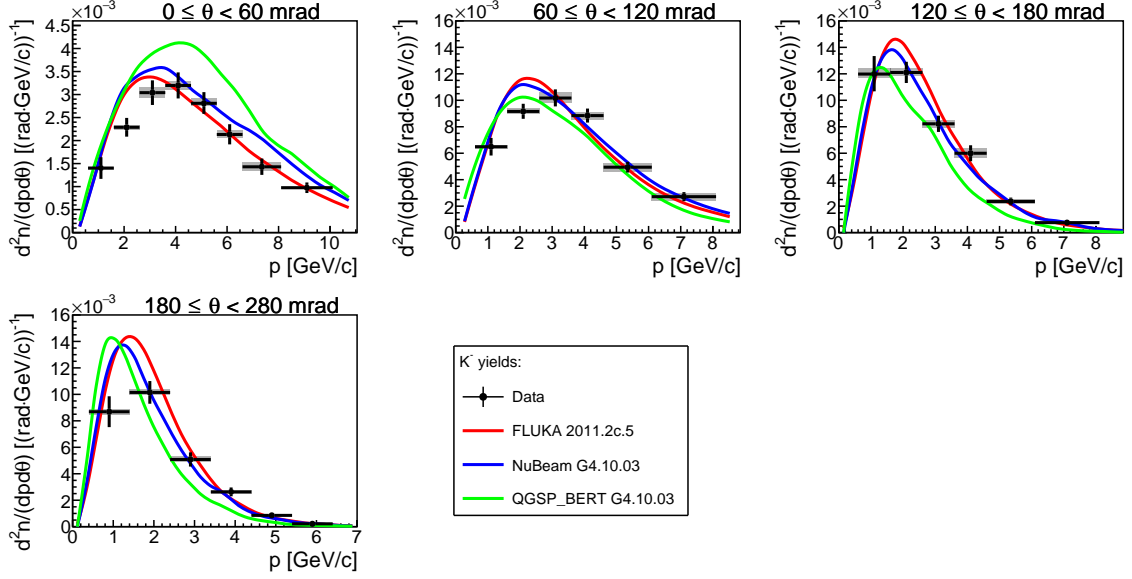 0 ≤ θ < 60 mrad
×10⁻³
4.5
4
3.5
3
2.5
2
1.5
1
0.5
0
0 2 4 6 8 10
p [GeV/c]
d²n/(dpdθ) [(rad·GeV/c)⁻¹]
60 ≤ θ < 120 mrad
×10⁻³
16
14
12
10
8
6
4
2
0
0 1 2 3 4 5 6 7 8
p [GeV/c]
d²n/(dpdθ) [(rad·GeV/c))⁻¹]
120 ≤ θ < 180 mrad
×10⁻³
16
14
12
10
8
6
4
2
0
0 1 2 3 4 5 6 7 8
p [GeV/c]
d²n/(dpdθ) [(rad·GeV/c))⁻¹]
180 ≤ θ < 280 mrad
×10⁻³
16
14
12
10
8
6
4
2
0
0 1 2 3 4 5 6 7
p [GeV/c]
d²n/(dpdθ) [(rad·GeV/c))⁻¹]
K⁻ yields:
Data
FLUKA 2011.2c.5
NuBeam G4.10.03
QGSP_BERT G4.10.03